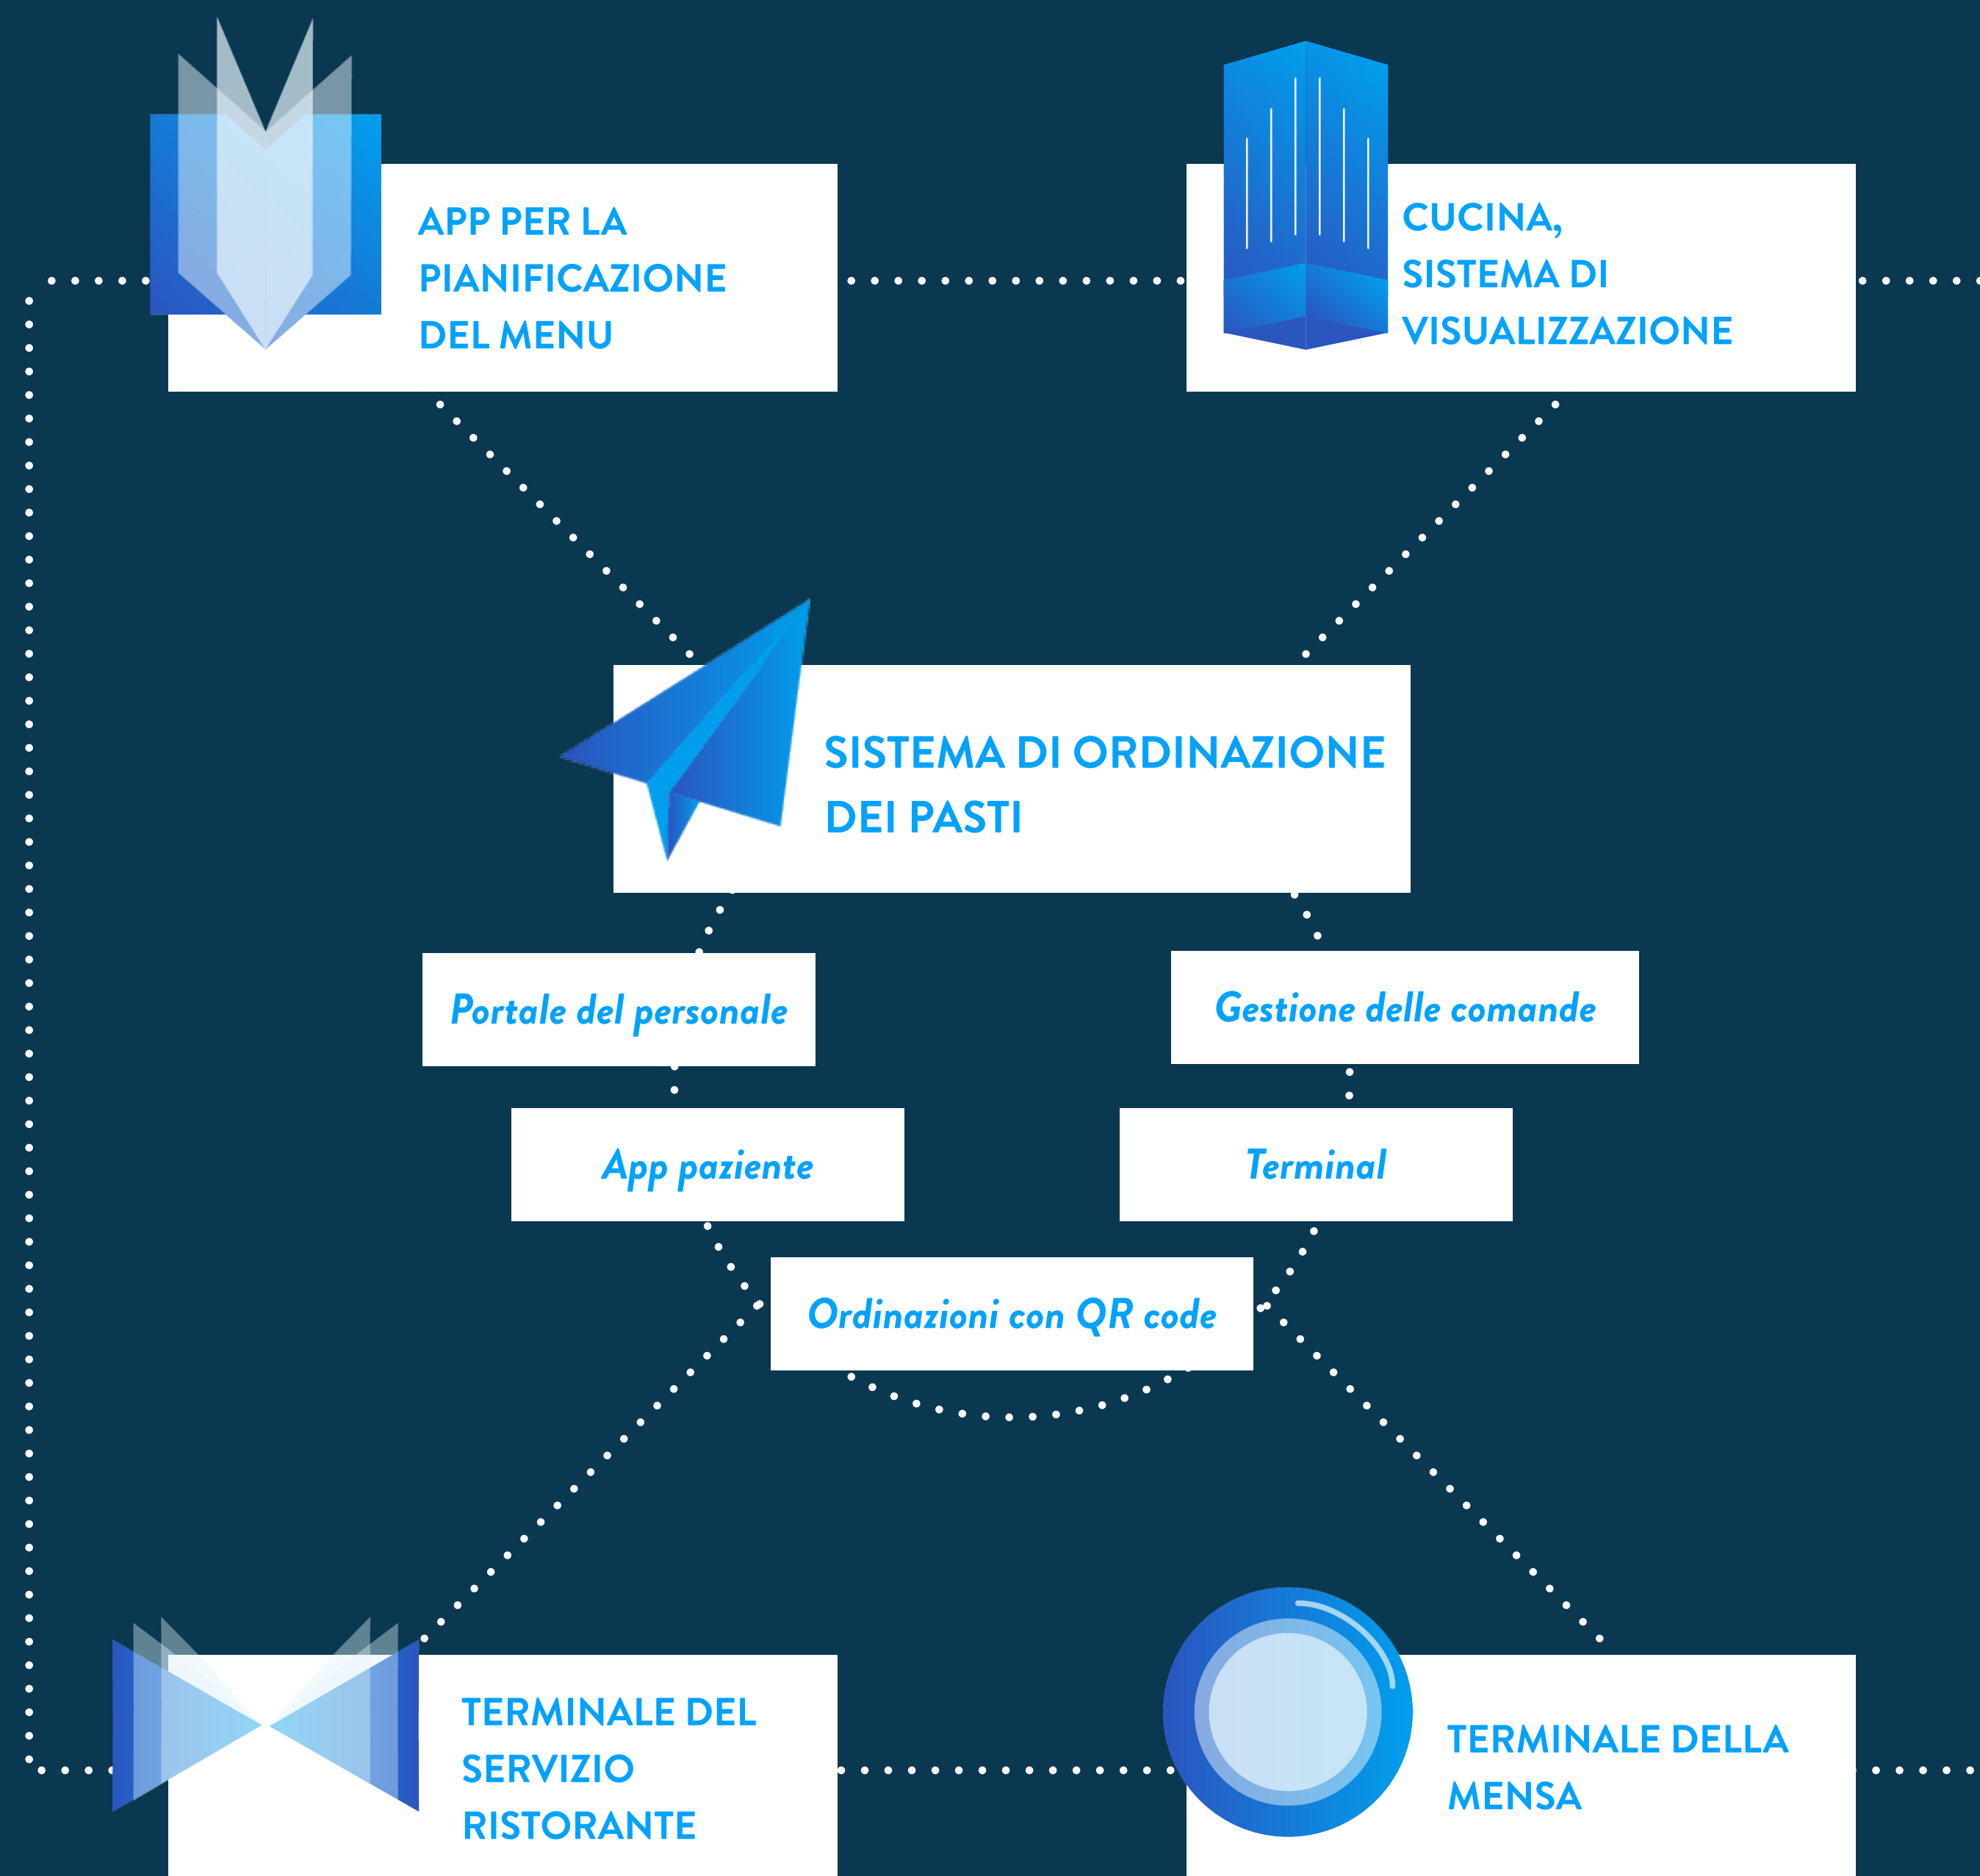 APP PER LA
PIANIFICAZIONE
DEL MENU
CUCINA,
SISTEMA DI
VISUALIZZAZIONE
SISTEMA DI ORDINAZIONE
DEI PASTI
Portale del personale
Gestione delle comande
App paziente
Terminal
Ordinazioni con QR code
TERMINALE DEL
SERVIZIO
RISTORANTE
TERMINALE DELLA
MENSA